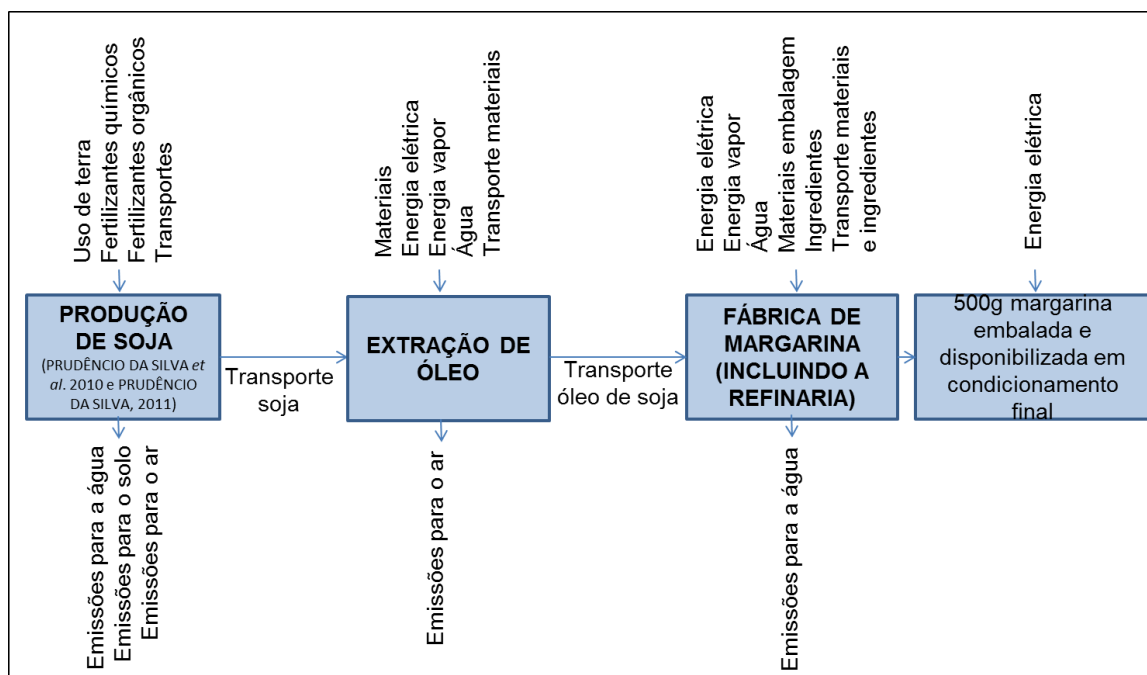 Uso de terra
Fertilizantes químicos
Fertilizantes orgânicos
Transportes
Materiais
Energia elétrica
Energia vapor
Água
Transporte materiais
Energia elétrica
Energia vapor
Água
Materiais embalagem
Ingredientes
Transporte materiais
e ingredientes
Energia elétrica
PRODUÇÃO
DE SOJA
(PRUDÊNCIO DA SILVA et
al. 2010 e PRUDÊNCIO
DA SILVA, 2011)
Transporte
soja
EXTRAÇÃO DE
ÓLEO
Transporte
óleo de soja
FÁBRICA DE
MARGARINA
(INCLUINDO A
REFINARIA)
500g margarina
embalada e
disponibilizada em
condicionamento
final
Emissões para a água
Emissões para o solo
Emissões para o ar
Emissões para o ar
Emissões para a água